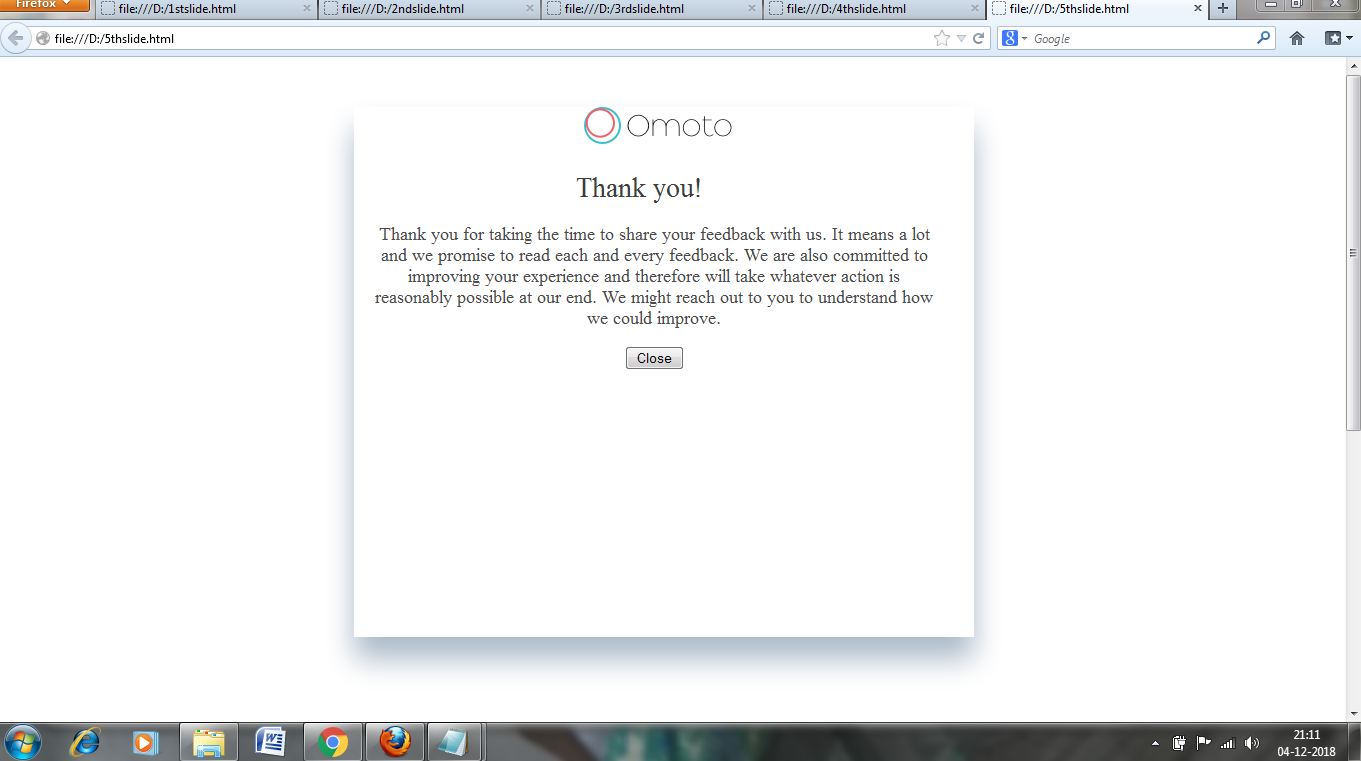 Firefox
file:///D:/1stslide.html
file:///D:/2ndslide.html
file:///D:/3rdslide.html
file:///D:/4thslide.html
file:///D:/5thslide.html
file:///D:/5thslide.html
Google
Omoto
Thank you!
Thank you for taking the time to share your feedback with us. It means a lot
and we promise to read each and every feedback. We are also committed to
improving your experience and therefore will take whatever action is
reasonably possible at our end. We might reach out to you to understand how
we could improve.
Close
21:11
04-12-2018